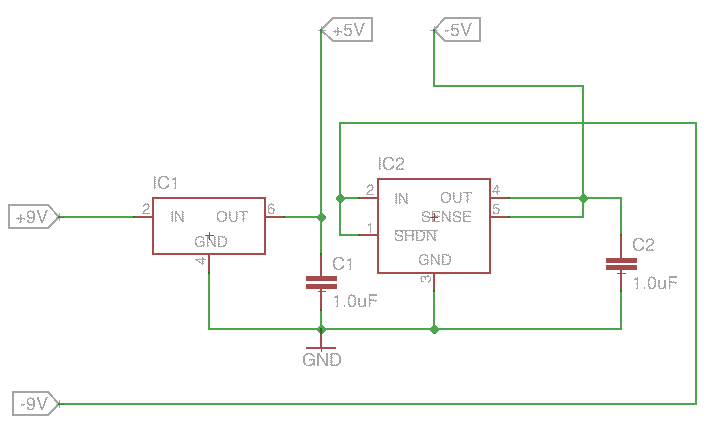 +5V
-5V
IC1
IC2
+9V
2
IN
OUT
6
GND
4
2
IN
OUT
4
SENSE
5
1
SHDN
GND
3
C1
1.0uF
C2
1.0uF
GND
-9V